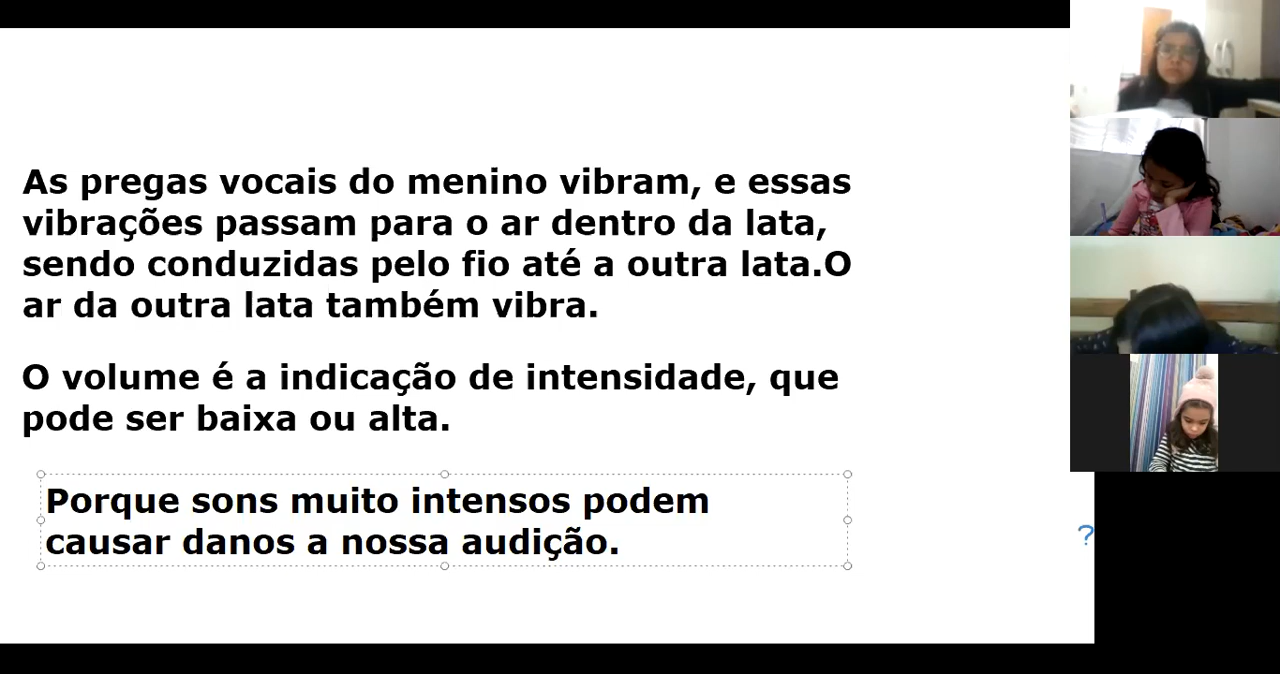 As pregas vocais do menino vibram, e essas
vibrações passam para o ar dentro da lata,
sendo conduzidas pelo fio até a outra lata.O
ar da outra lata também vibra.
O volume é a indicação de intensidade, que
pode ser baixa ou alta.
Porque sons muito intensos podem
causar danos a nossa audição.
?